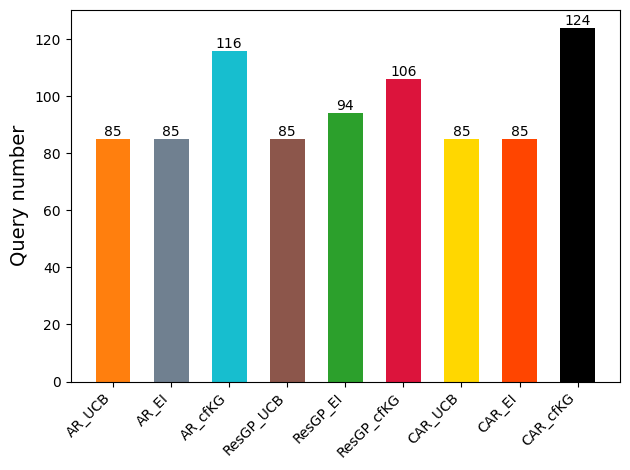 Query number
120
100
80
60
40
20
0
85
85
116
85
94
106
85
85
124
AR_UCB
AR_EI
AR_cfKG
ResGP_UCB
ResGP_EI
ResGP_cfKG
CAR_UCB
CAR_EI
CAR_cfKG